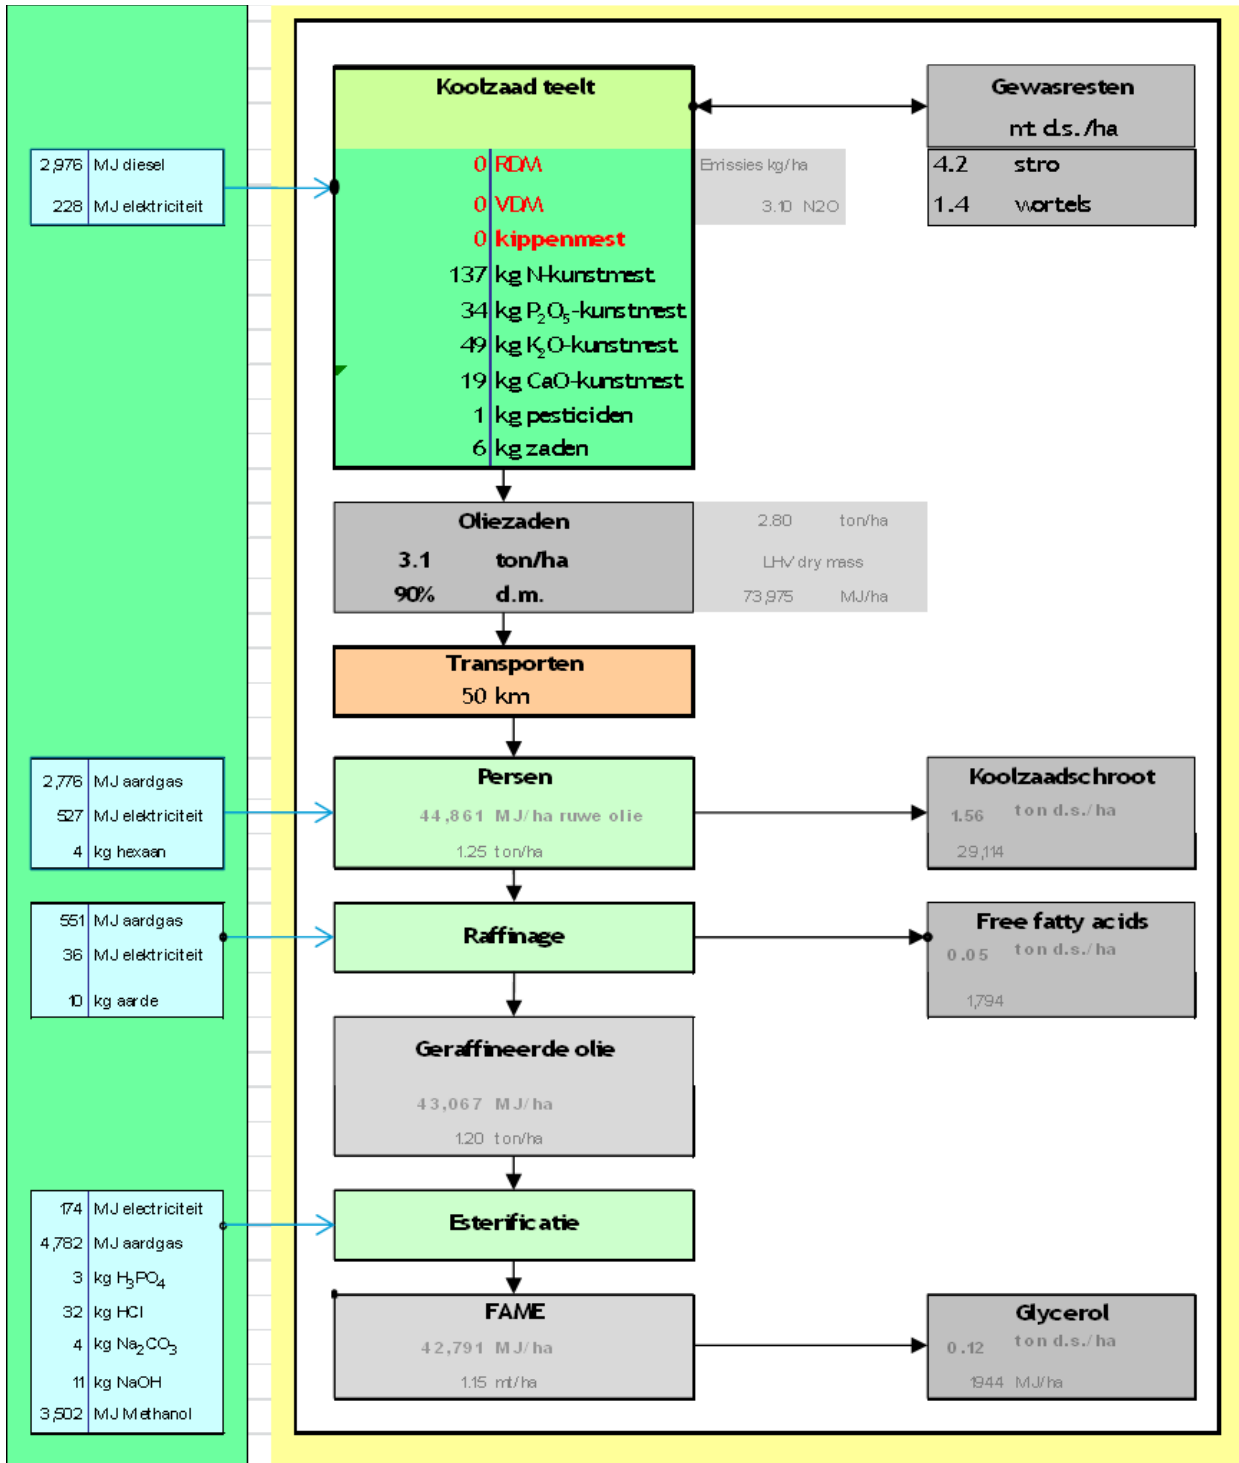 Koolzaad teelt
Gewasresten
mt d.s./ha
2,976 MJ diesel
228 MJ elektriciteit
0 RDM
0 VDM
0 kippenmest
137 kg N-kunstmest
34 kg P₂O₅-kunstmest
49 kg K₂O-kunstmest
19 kg CaO-kunstmest
1 kg pesticiden
6 kg zaden
Emissies kg/ha
3.10 N2O
4.2 stro
1.4 wortels
Oliezaden
3.1 ton/ha
90% d.m.
2.80 ton/ha
LHV dry mass
73,975 MJ/ha
Transporten
50 km
2,776 MJ aardgas
527 MJ elektriciteit
4 kg hexaan
Persen
44,861 MJ/ha ruwe olie
1.25 ton/ha
Koolzaadschroot
1.56 ton d.s./ha
29,114
551 MJ aardgas
36 MJ elektriciteit
10 kg aarde
Raffinage
Free fatty acids
0.05 ton d.s./ha
1,794
Geraffineerde olie
43,067 MJ/ha
1.20 ton/ha
174 MJ electriciteit
4,782 MJ aardgas
3 kg H₃PO₄
32 kg HCl
4 kg Na₂CO₃
11 kg NaOH
3,502 MJ Methanol
Esterificatie
FAME
42,791 MJ/ha
1.15 mt/ha
Glycerol
0.12 ton d.s./ha
1944 MJ/ha